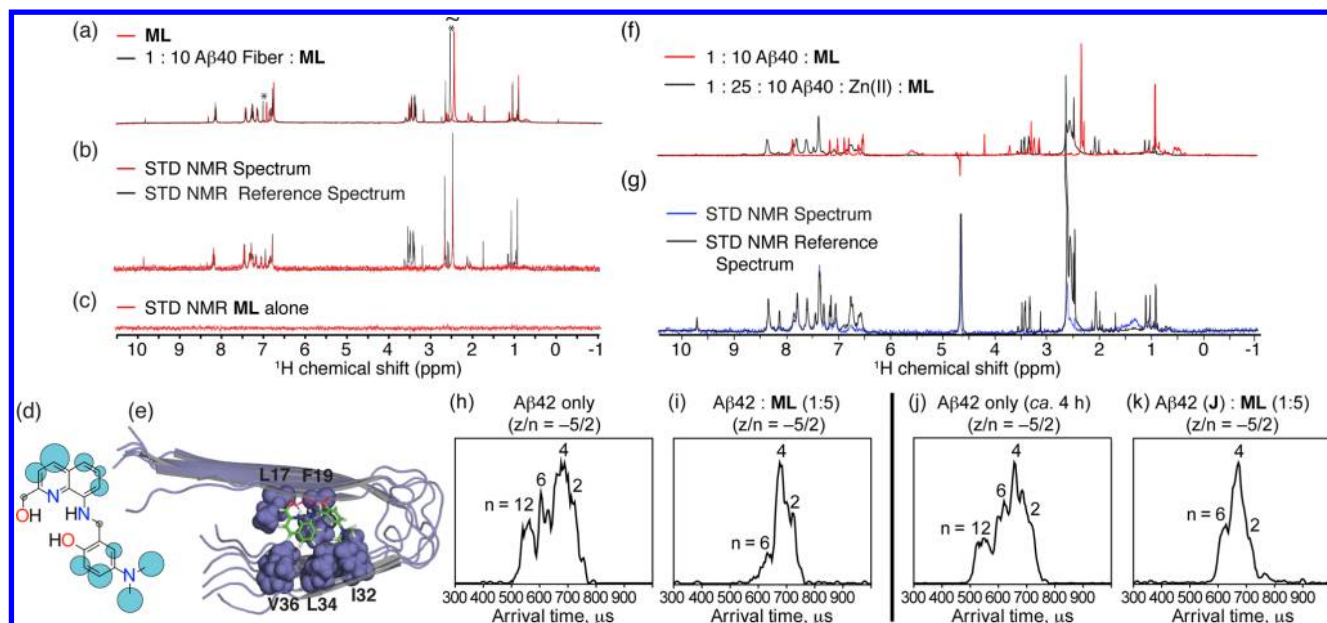 (a)
ML
1 : 10 Aβ40 Fiber : ML
~
*
*
(b)
STD NMR Spectrum
STD NMR Reference Spectrum
(c)
STD NMR ML alone
10 9 8 7 6 5 4 3 2 1 0 -1
¹H chemical shift (ppm)
(f)
1 : 10 Aβ40 : ML
1 : 25 : 10 Aβ40 : Zn(II) : ML
(g)
STD NMR Spectrum
STD NMR Reference
Spectrum
10 9 8 7 6 5 4 3 2 1 0 -1
¹H chemical shift (ppm)
(d)
N
OH
HN
HO
N
(e)
L17 F19
V36 L34 I32
(h)
Aβ42 only
(z/n = –5/2)
4
6
2
n = 12
300 500 700 900
400 600 800 1000
Arrival time, μs
(i)
Aβ42 : ML (1:5)
(z/n = –5/2)
4
2
n = 6
300 500 700 900
400 600 800 1000
Arrival time, μs
(j)
Aβ42 only (ca. 4 h)
(z/n = –5/2)
4
6
2
n = 12
300 500 700 900
400 600 800 1000
Arrival time, μs
(k)
Aβ42 (J) : ML (1:5)
(z/n = –5/2)
4
n = 6
2
300 500 700 900
400 600 800 1000
Arrival time, μs